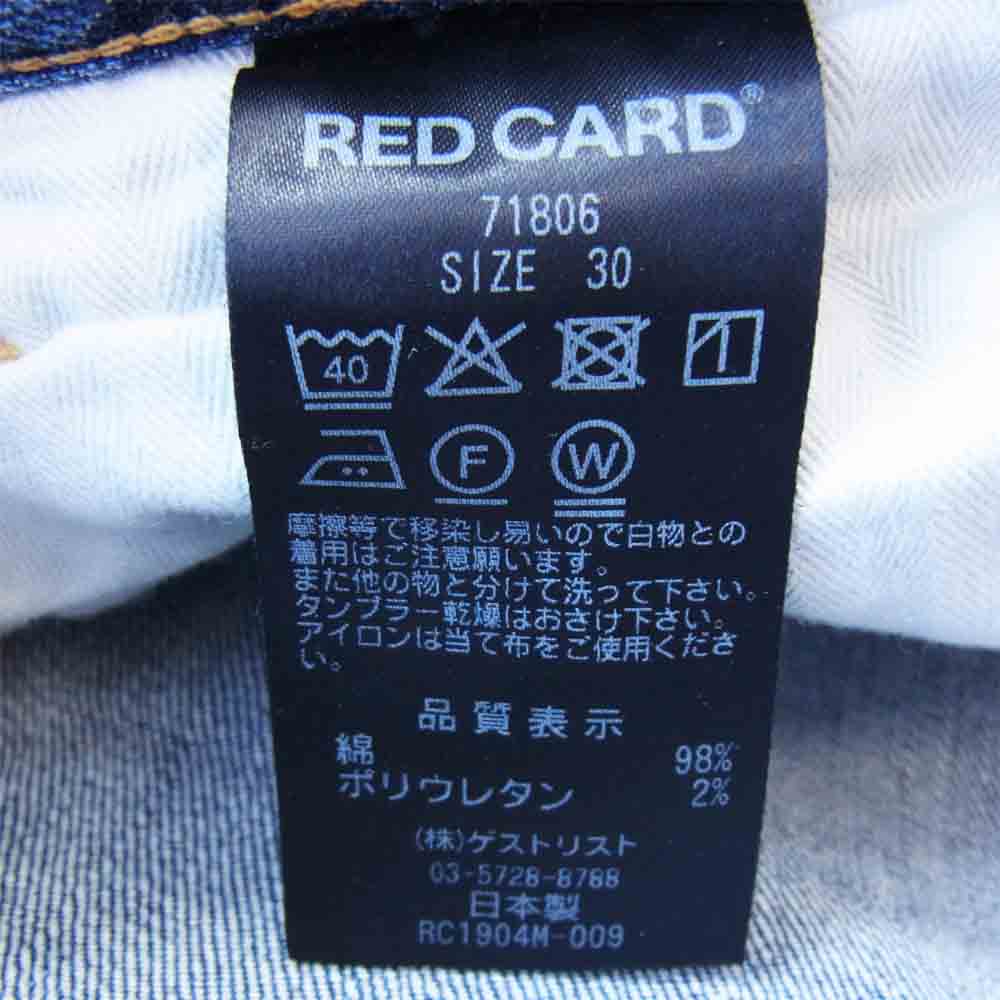 RED CARD®
71806
SIZE 30
40
F W
摩擦等で移染し易いので白物との
着用はご注意願います。
また他の物と分けて洗って下さい。
タンブラー乾燥はおさけ下さい。
アイロンは当て布をご使用くださ
い。
品質表示
綿 98%
ポリウレタン 2%
(株)ゲストリスト
03-5728-8788
日本製
RC1904M-009